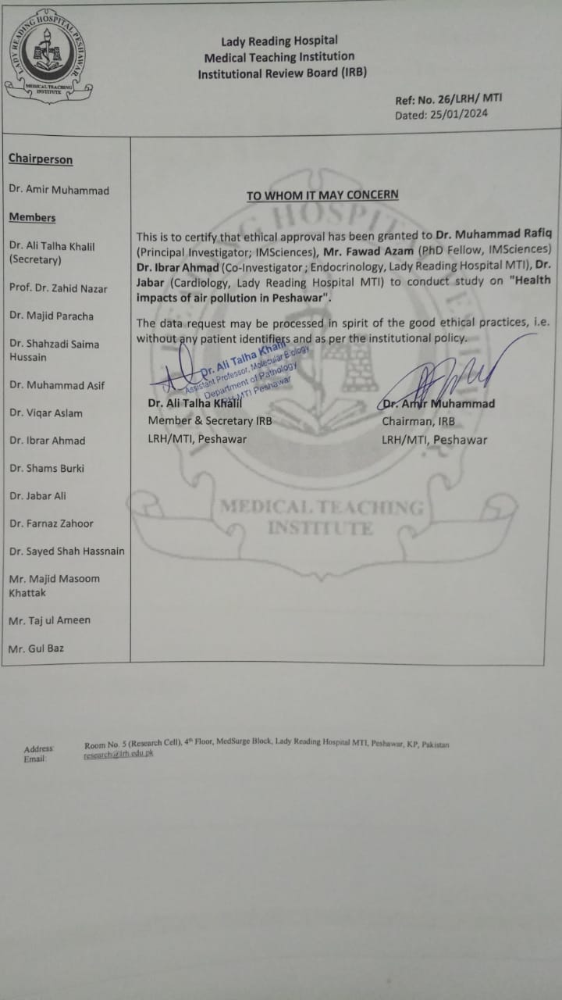 LADY READING HOSPITAL PESHAWAR
MEDICAL TEACHING
INSTITUTE
Lady Reading Hospital
Medical Teaching Institution
Institutional Review Board (IRB)
Ref: No. 26/LRH/ MTI
Dated: 25/01/2024
Chairperson
Dr. Amir Muhammad
Members
Dr. Ali Talha Khalil
(Secretary)
Prof. Dr. Zahid Nazar
Dr. Majid Paracha
Dr. Shahzadi Saima
Hussain
Dr. Muhammad Asif
Dr. Viqar Aslam
Dr. Ibrar Ahmad
Dr. Shams Burki
Dr. Jabar Ali
Dr. Farnaz Zahoor
Dr. Sayed Shah Hassnain
Mr. Majid Masoom
Khattak
Mr. Taj ul Ameen
Mr. Gul Baz
TO WHOM IT MAY CONCERN
This is to certify that ethical approval has been granted to Dr. Muhammad Rafiq
(Principal Investigator; IMSciences), Mr. Fawad Azam (PhD Fellow, IMSciences)
Dr. Ibrar Ahmad (Co-Investigator ; Endocrinology, Lady Reading Hospital MTI), Dr.
Jabar (Cardiology, Lady Reading Hospital MTI) to conduct study on "Health
impacts of air pollution in Peshawar".
The data request may be processed in spirit of the good ethical practices, i.e.
without any patient identifiers and as per the institutional policy.
Dr. Ali Talha Khalil
Assistant Professor, Molecular Biology
Department of Pathology
LRH-MTI Peshawar
Dr. Ali Talha Khalil
Member & Secretary IRB
LRH/MTI, Peshawar
Dr. Amir Muhammad
Chairman, IRB
LRH/MTI, Peshawar
MEDICAL TEACHING
INSTITUTE
Address: Room No. 5 (Research Cell), 4th Floor, MedSurge Block, Lady Reading Hospital MTI, Peshawar, KP, Pakistan
Email: research@lrh.edu.pk